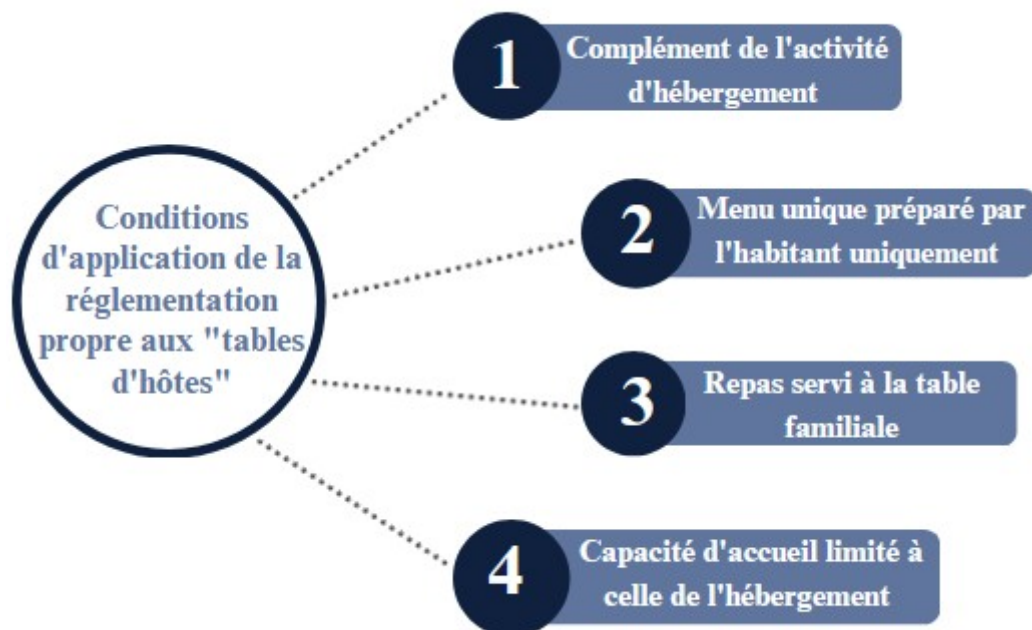 Conditions
d'application de la
réglementation
propre aux "tables
d'hôtes"
1
Complément de l'activité
d'hébergement
2
Menu unique préparé par
l'habitant uniquement
3
Repas servi à la table
familiale
4
Capacité d'accueil limité à
celle de l'hébergement